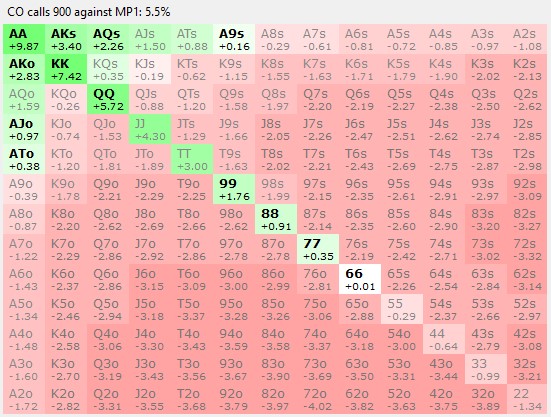 CO calls 900 against MP1: 5.5%
AA AKs AQs AJs ATs A9s A8s A7s A6s A5s A4s A3s A2s
+9.87 +3.40 +2.26 +1.50 +0.88 +0.16 -0.29 -0.61 -0.81 -0.72 -0.85 -0.97 -1.08
AKo KK KQs KJs KTs K9s K8s K7s K6s K5s K4s K3s K2s
+2.83 +7.42 +0.35 -0.19 -0.62 -1.15 -1.55 -1.63 -1.71 -1.79 -1.90 -2.02 -2.13
AQo KQo QQ QJs QTs Q9s Q8s Q7s Q6s Q5s Q4s Q3s Q2s
+1.59 -0.26 +5.72 -0.88 -1.20 -1.58 -1.97 -2.20 -2.19 -2.27 -2.38 -2.50 -2.62
AJo KJo QJo JJ JTs J9s J8s J7s J6s J5s J4s J3s J2s
+0.97 -0.74 -1.53 +4.30 -1.29 -1.66 -2.05 -2.26 -2.47 -2.51 -2.62 -2.74 -2.85
ATo KTo QTo JTo TT T9s T8s T7s T6s T5s T4s T3s T2s
+0.38 -1.20 -1.81 -1.89 +3.00 -1.63 -2.02 -2.21 -2.43 -2.69 -2.75 -2.87 -2.98
A9o K9o Q9o J9o T9o 99 98s 97s 96s 95s 94s 93s 92s
-0.39 -1.78 -2.21 -2.29 -2.25 +1.76 -1.99 -2.15 -2.35 -2.61 -2.91 -2.97 -3.09
A8o K8o Q8o J8o T8o 98o 88 87s 86s 85s 84s 83s 82s
-0.87 -2.20 -2.62 -2.69 -2.66 -2.62 +0.91 -2.14 -2.35 -2.60 -2.90 -3.20 -3.27
A7o K7o Q7o J7o T7o 97o 87o 77 76s 75s 74s 73s 72s
-1.22 -2.29 -2.86 -2.92 -2.86 -2.78 -2.78 +0.35 -2.19 -2.42 -2.71 -3.02 -3.32
A6o K6o Q6o J6o T6o 96o 86o 76o 66 65s 64s 63s 62s
-1.43 -2.37 -2.86 -3.15 -3.09 -3.00 -2.99 -2.81 +0.01 -2.26 -2.54 -2.84 -3.14
A5o K5o Q5o J5o T5o 95o 85o 75o 65o 55 54s 53s 52s
-1.34 -2.46 -2.94 -3.18 -3.37 -3.28 -3.26 -3.06 -2.88 -0.29 -2.37 -2.66 -2.97
A4o K4o Q4o J4o T4o 94o 84o 74o 64o 54o 44 43s 42s
-1.48 -2.58 -3.06 -3.30 -3.43 -3.59 -3.58 -3.37 -3.18 -3.00 -0.64 -2.79 -3.08
A3o K3o Q3o J3o T3o 93o 83o 73o 63o 53o 43o 33 32s
-1.60 -2.70 -3.19 -3.43 -3.56 -3.67 -3.90 -3.69 -3.50 -3.31 -3.44 -0.99 -3.21
A2o K2o Q2o J2o T2o 92o 82o 72o 62o 52o 42o 32o 22
-1.72 -2.82 -3.31 -3.55 -3.68 -3.79 -3.97 -4.02 -3.82 -3.63 -3.75 -3.89 -1.34